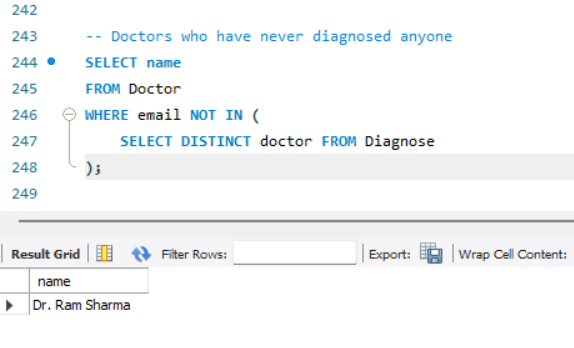 242
243 -- Doctors who have never diagnosed anyone
244 SELECT name
245 FROM Doctor
246 WHERE email NOT IN (
247 SELECT DISTINCT doctor FROM Diagnose
248 );
249
Result Grid Filter Rows: Export: Wrap Cell Content:
name
Dr. Ram Sharma